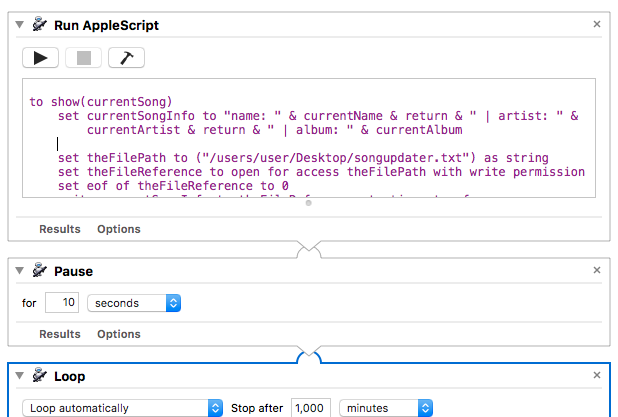 Run AppleScript
to show(currentSong)
set currentSongInfo to "name: " & currentName & return & " | artist: " &
currentArtist & return & " | album: " & currentAlbum
set theFilePath to ("/users/user/Desktop/songupdater.txt") as string
set theFileReference to open for access theFilePath with write permission
set eof of theFileReference to 0
Results Options
Pause
for 10 seconds
Results Options
Loop
Loop automatically Stop after 1,000 minutes